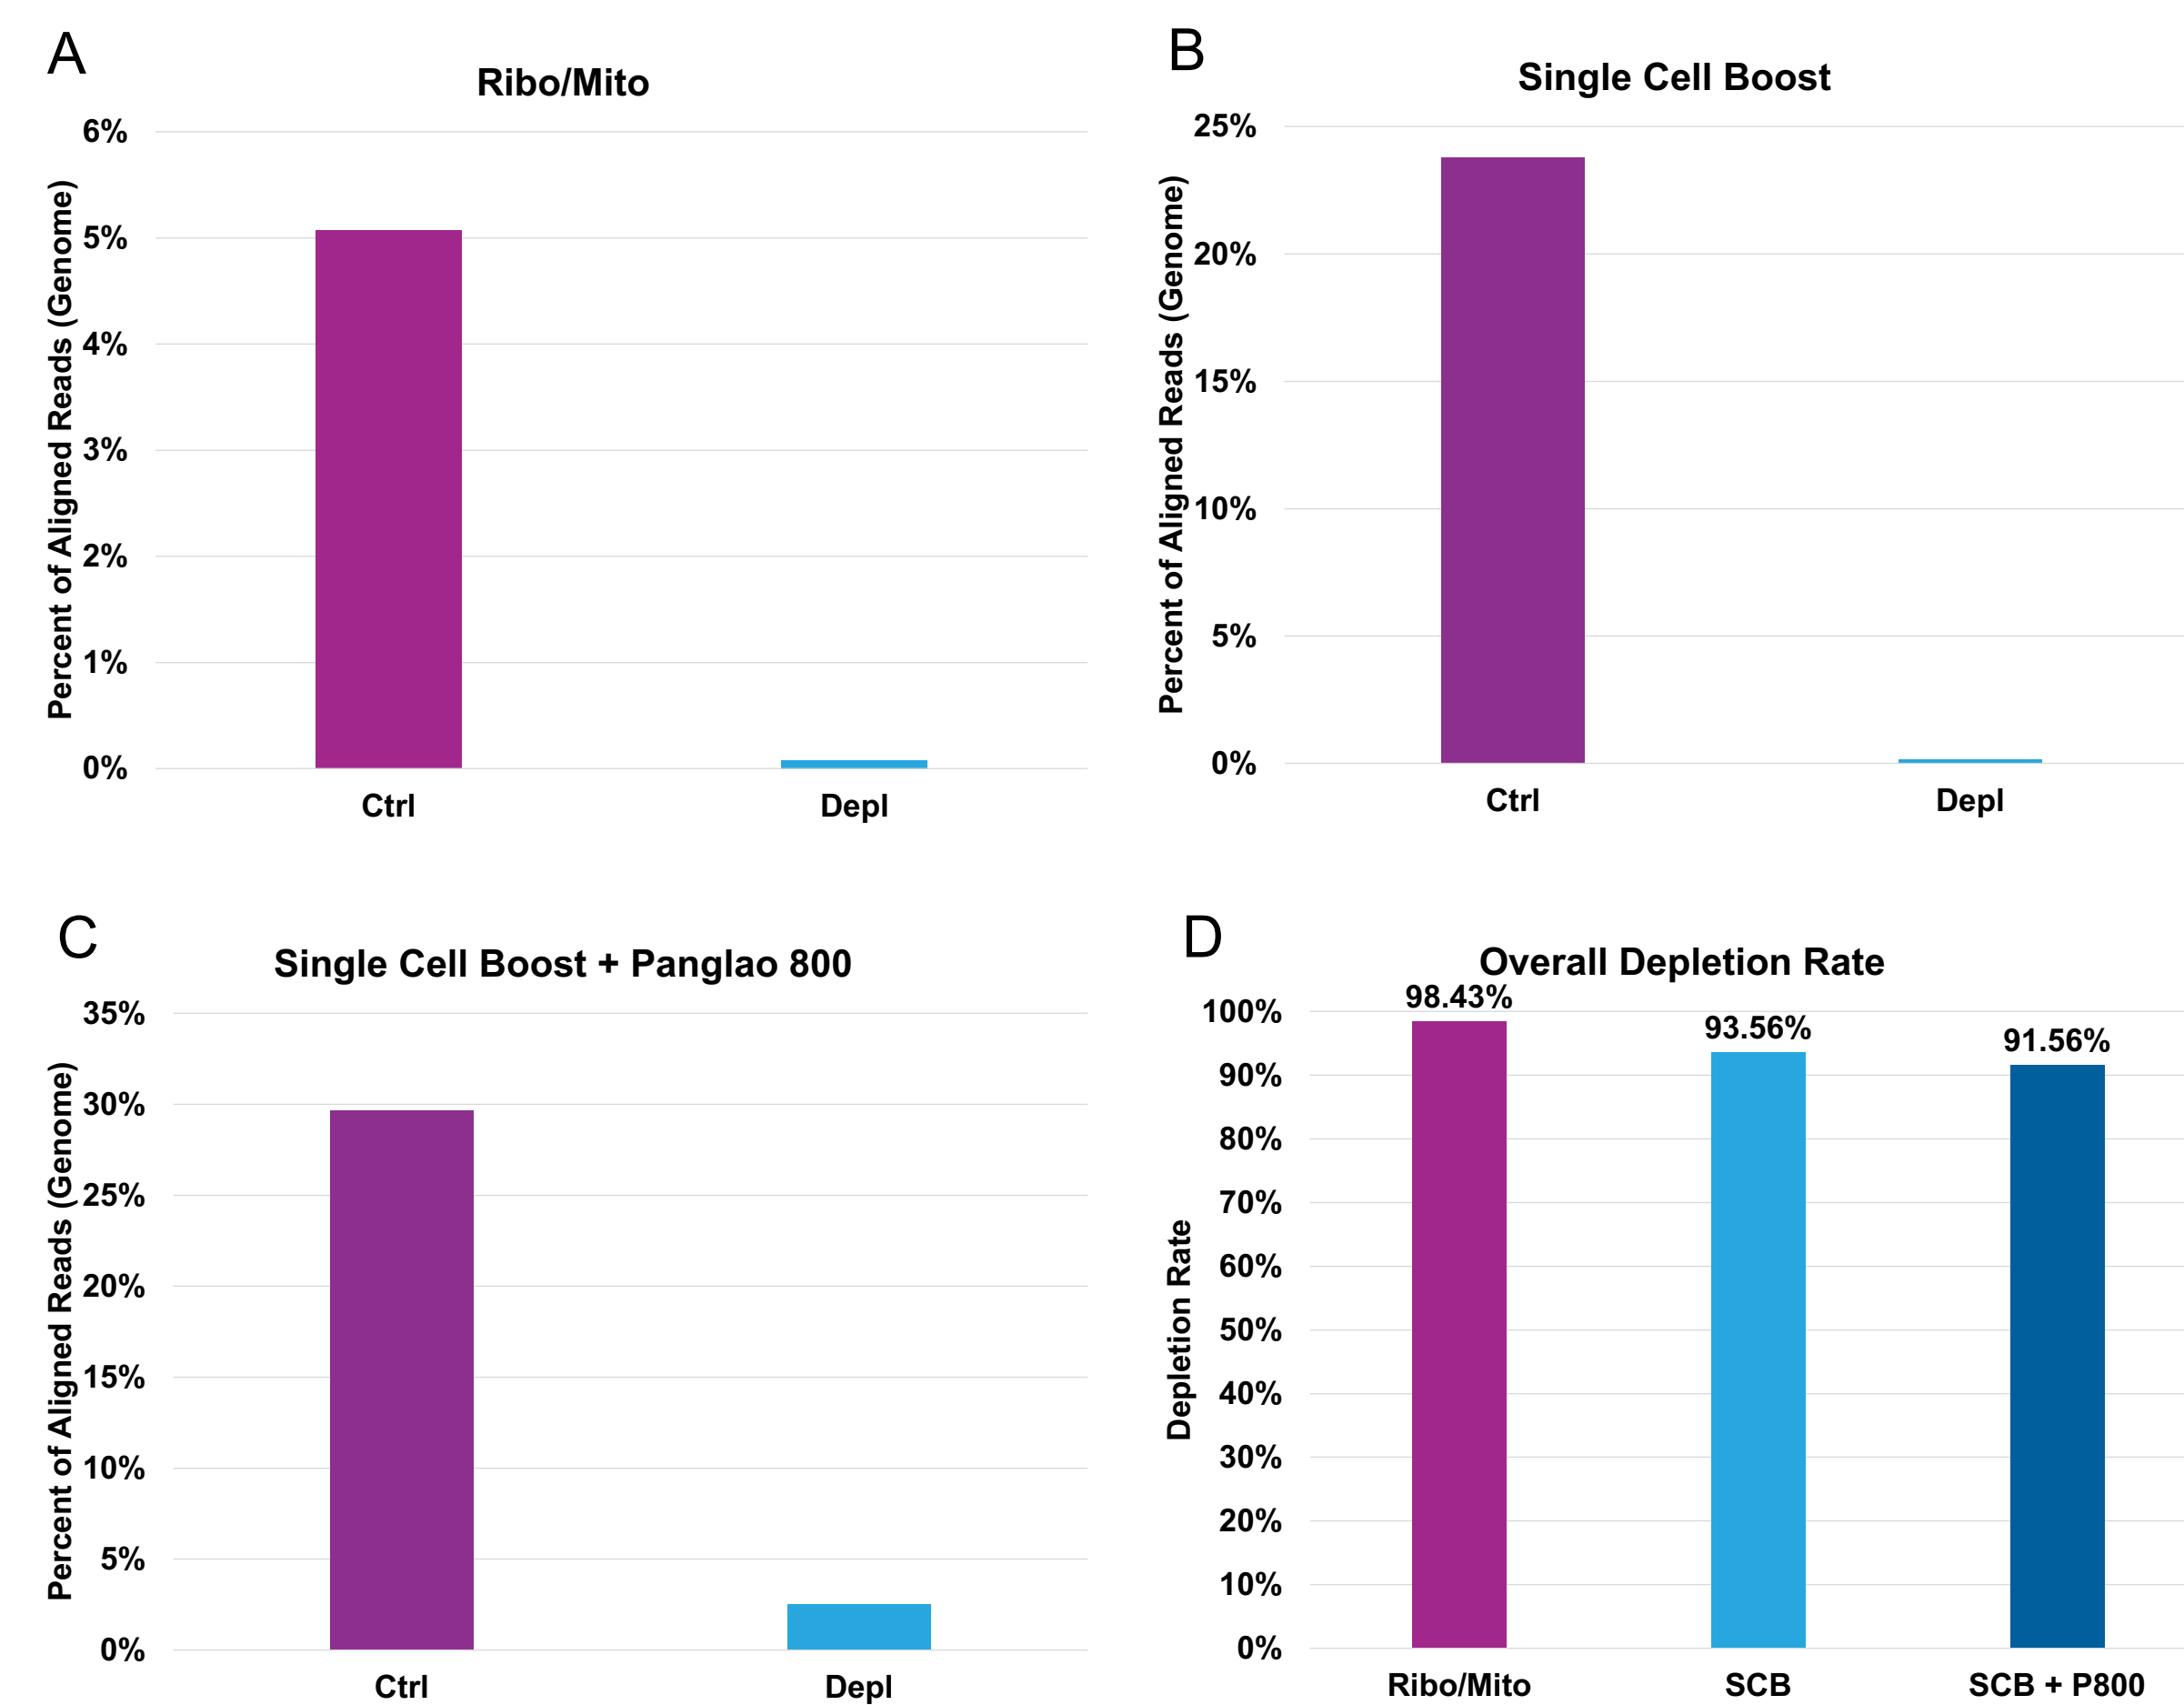 A
Ribo/Mito
Percent of Aligned Reads (Genome)
6%
5%
4%
3%
2%
1%
0%
Ctrl
Depl
B
Single Cell Boost
Percent of Aligned Reads (Genome)
25%
20%
15%
10%
5%
0%
Ctrl
Depl
C
Single Cell Boost + Panglao 800
Percent of Aligned Reads (Genome)
35%
30%
25%
20%
15%
10%
5%
0%
Ctrl
Depl
D
Overall Depletion Rate
Depletion Rate
100%
90%
80%
70%
60%
50%
40%
30%
20%
10%
0%
98.43%
93.56%
91.56%
Ribo/Mito
SCB
SCB + P800